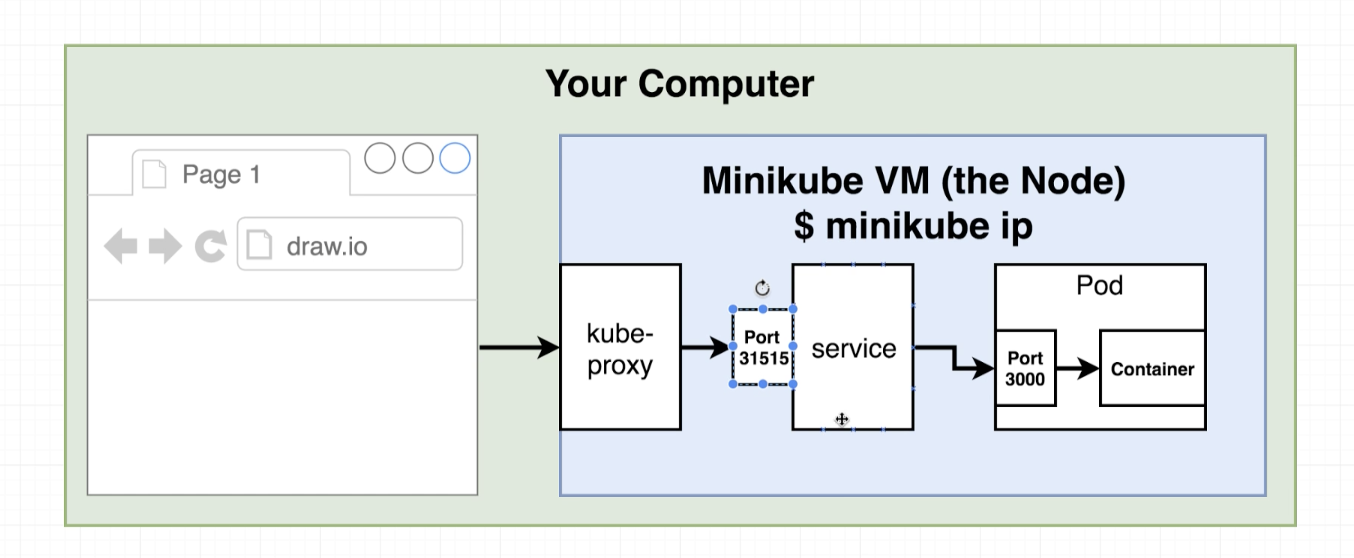 Your Computer
Page 1
draw.io
Minikube VM (the Node)
$ minikube ip
kube-
proxy
Port
31515
service
Pod
Port
3000
Container